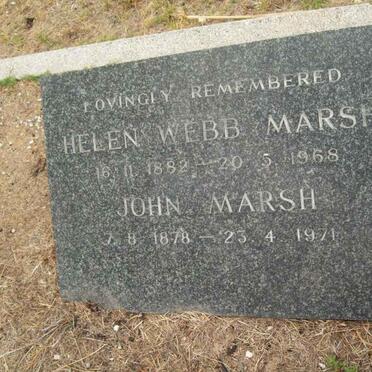 LOVINGLY REMEMBERED
HELEN WEBB MARSH
16. 11. 1882 — 20. 5. 1968
JOHN MARSH
7. 8. 1878 — 23. 4. 1971